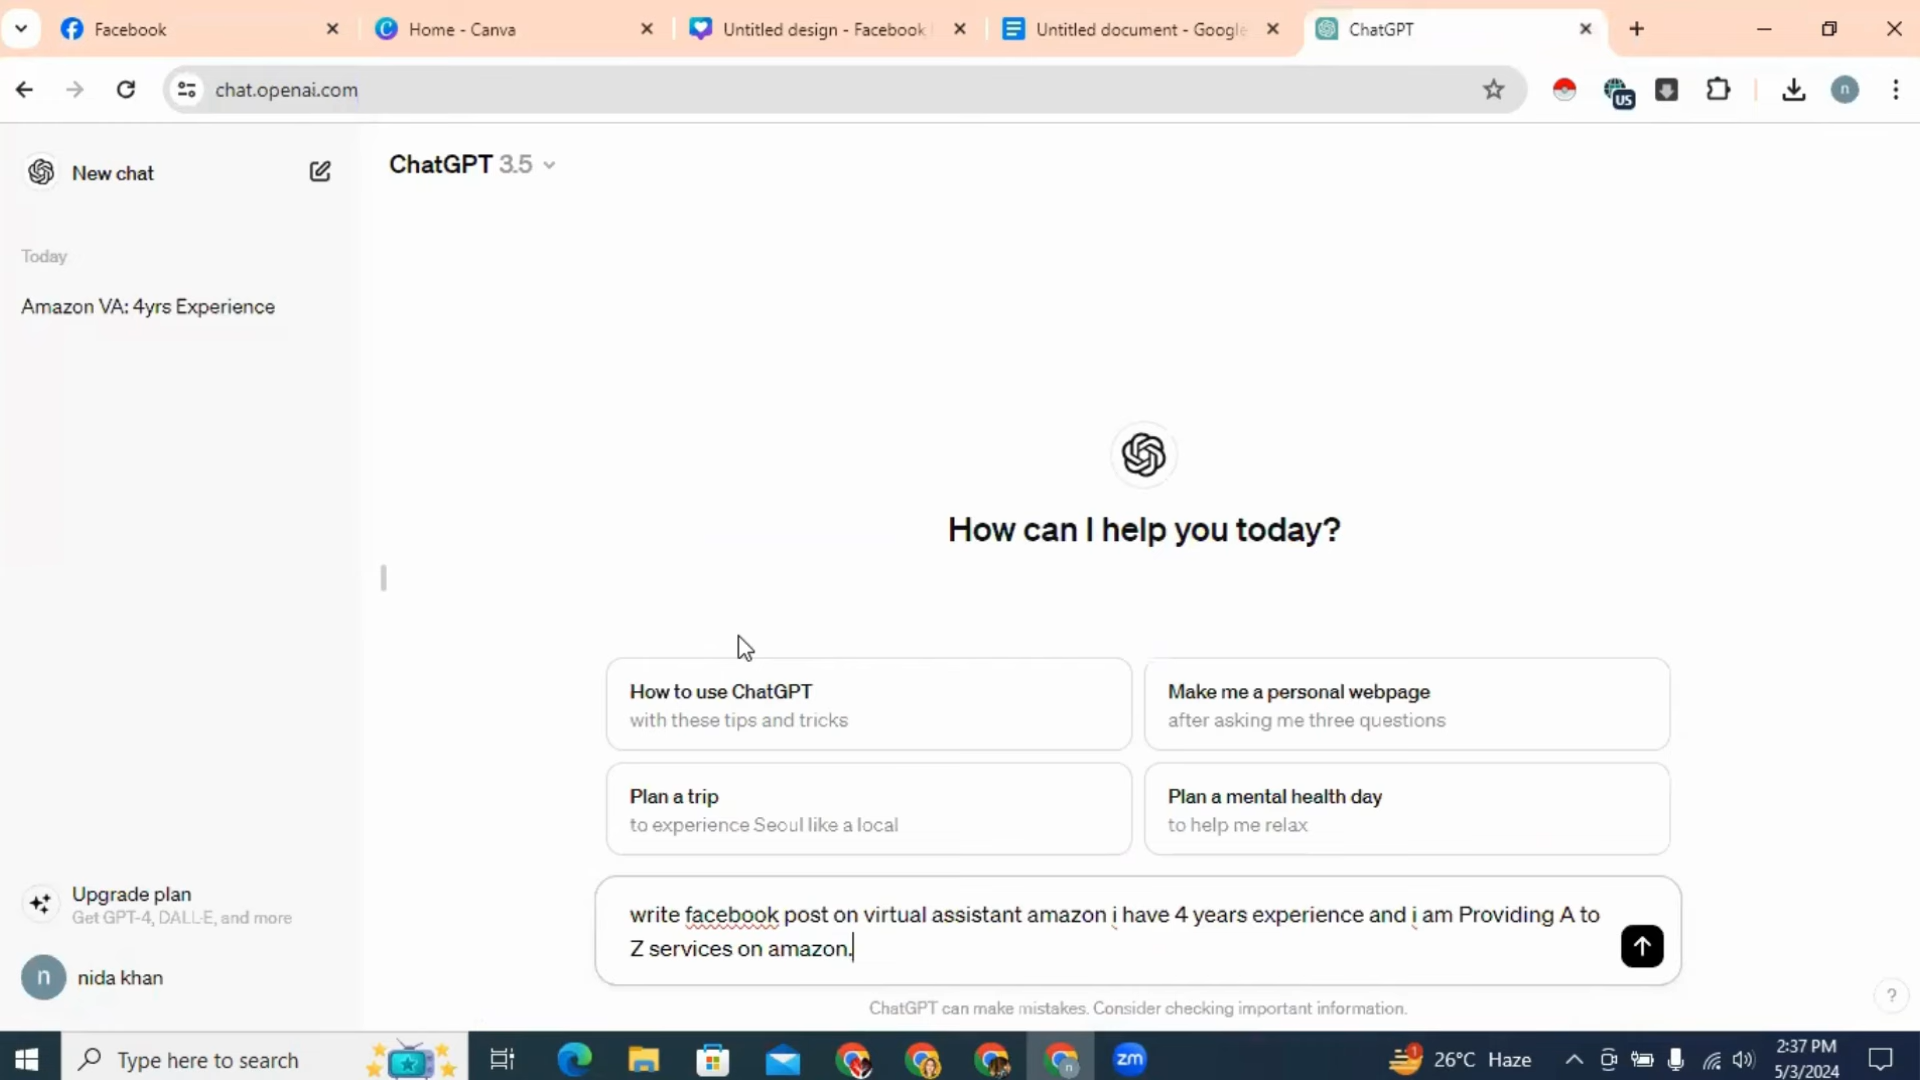 Facebook
Home - Canva
Untitled design - Facebook
Untitled document - Google
ChatGPT
chat.openai.com
US
n
New chat
ChatGPT 3.5
Today
Amazon VA: 4yrs Experience
How can I help you today?
How to use ChatGPT
with these tips and tricks
Make me a personal webpage
after asking me three questions
Plan a trip
to experience Seoul like a local
Plan a mental health day
to help me relax
write facebook post on virtual assistant amazon i have 4 years experience and i am Providing A to
Z services on amazon.
Upgrade plan
Get GPT-4, DALL·E, and more
n
nida khan
ChatGPT can make mistakes. Consider checking important information.
?
Type here to search
n
zm
1
26°C Haze
2:37 PM
5/3/2024